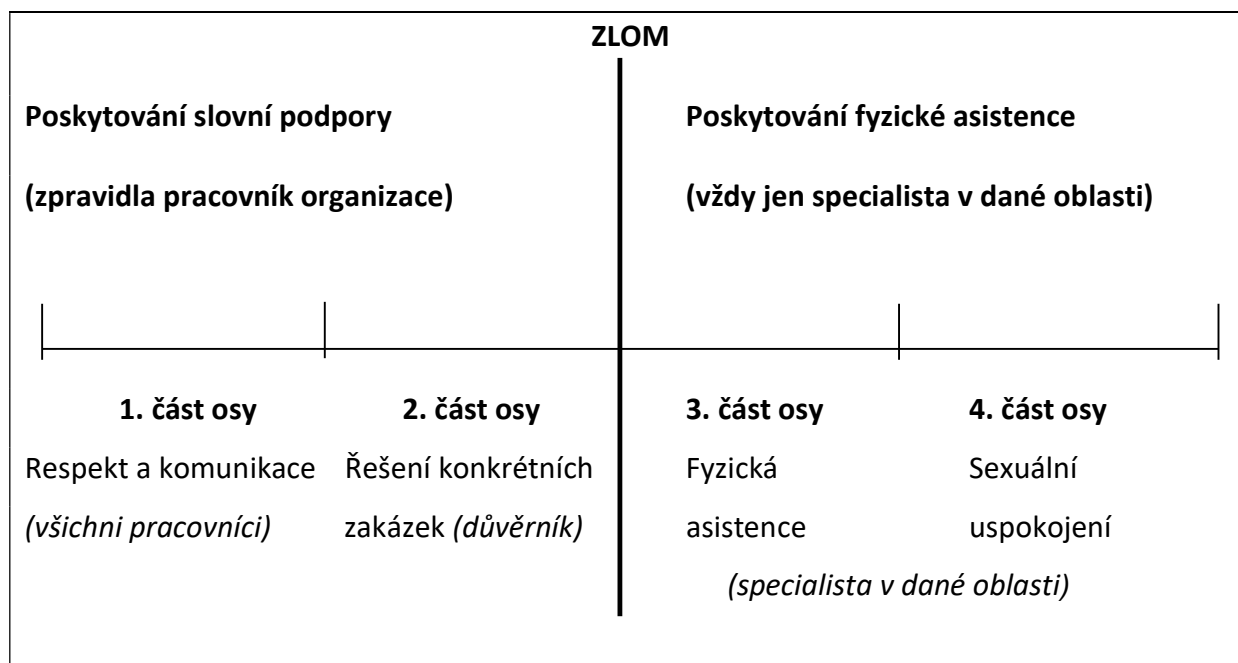 ZLOM
Poskytování slovní podpory
(zpravidla pracovník organizace)
Poskytování fyzické asistence
(vždy jen specialista v dané oblasti)
1. část osy
Respekt a komunikace
(všichni pracovníci)
2. část osy
Řešení konkrétních
zakázek (důvěrník)
3. část osy
Fyzická
asistence
4. část osy
Sexuální
uspokojení
(specialista v dané oblasti)